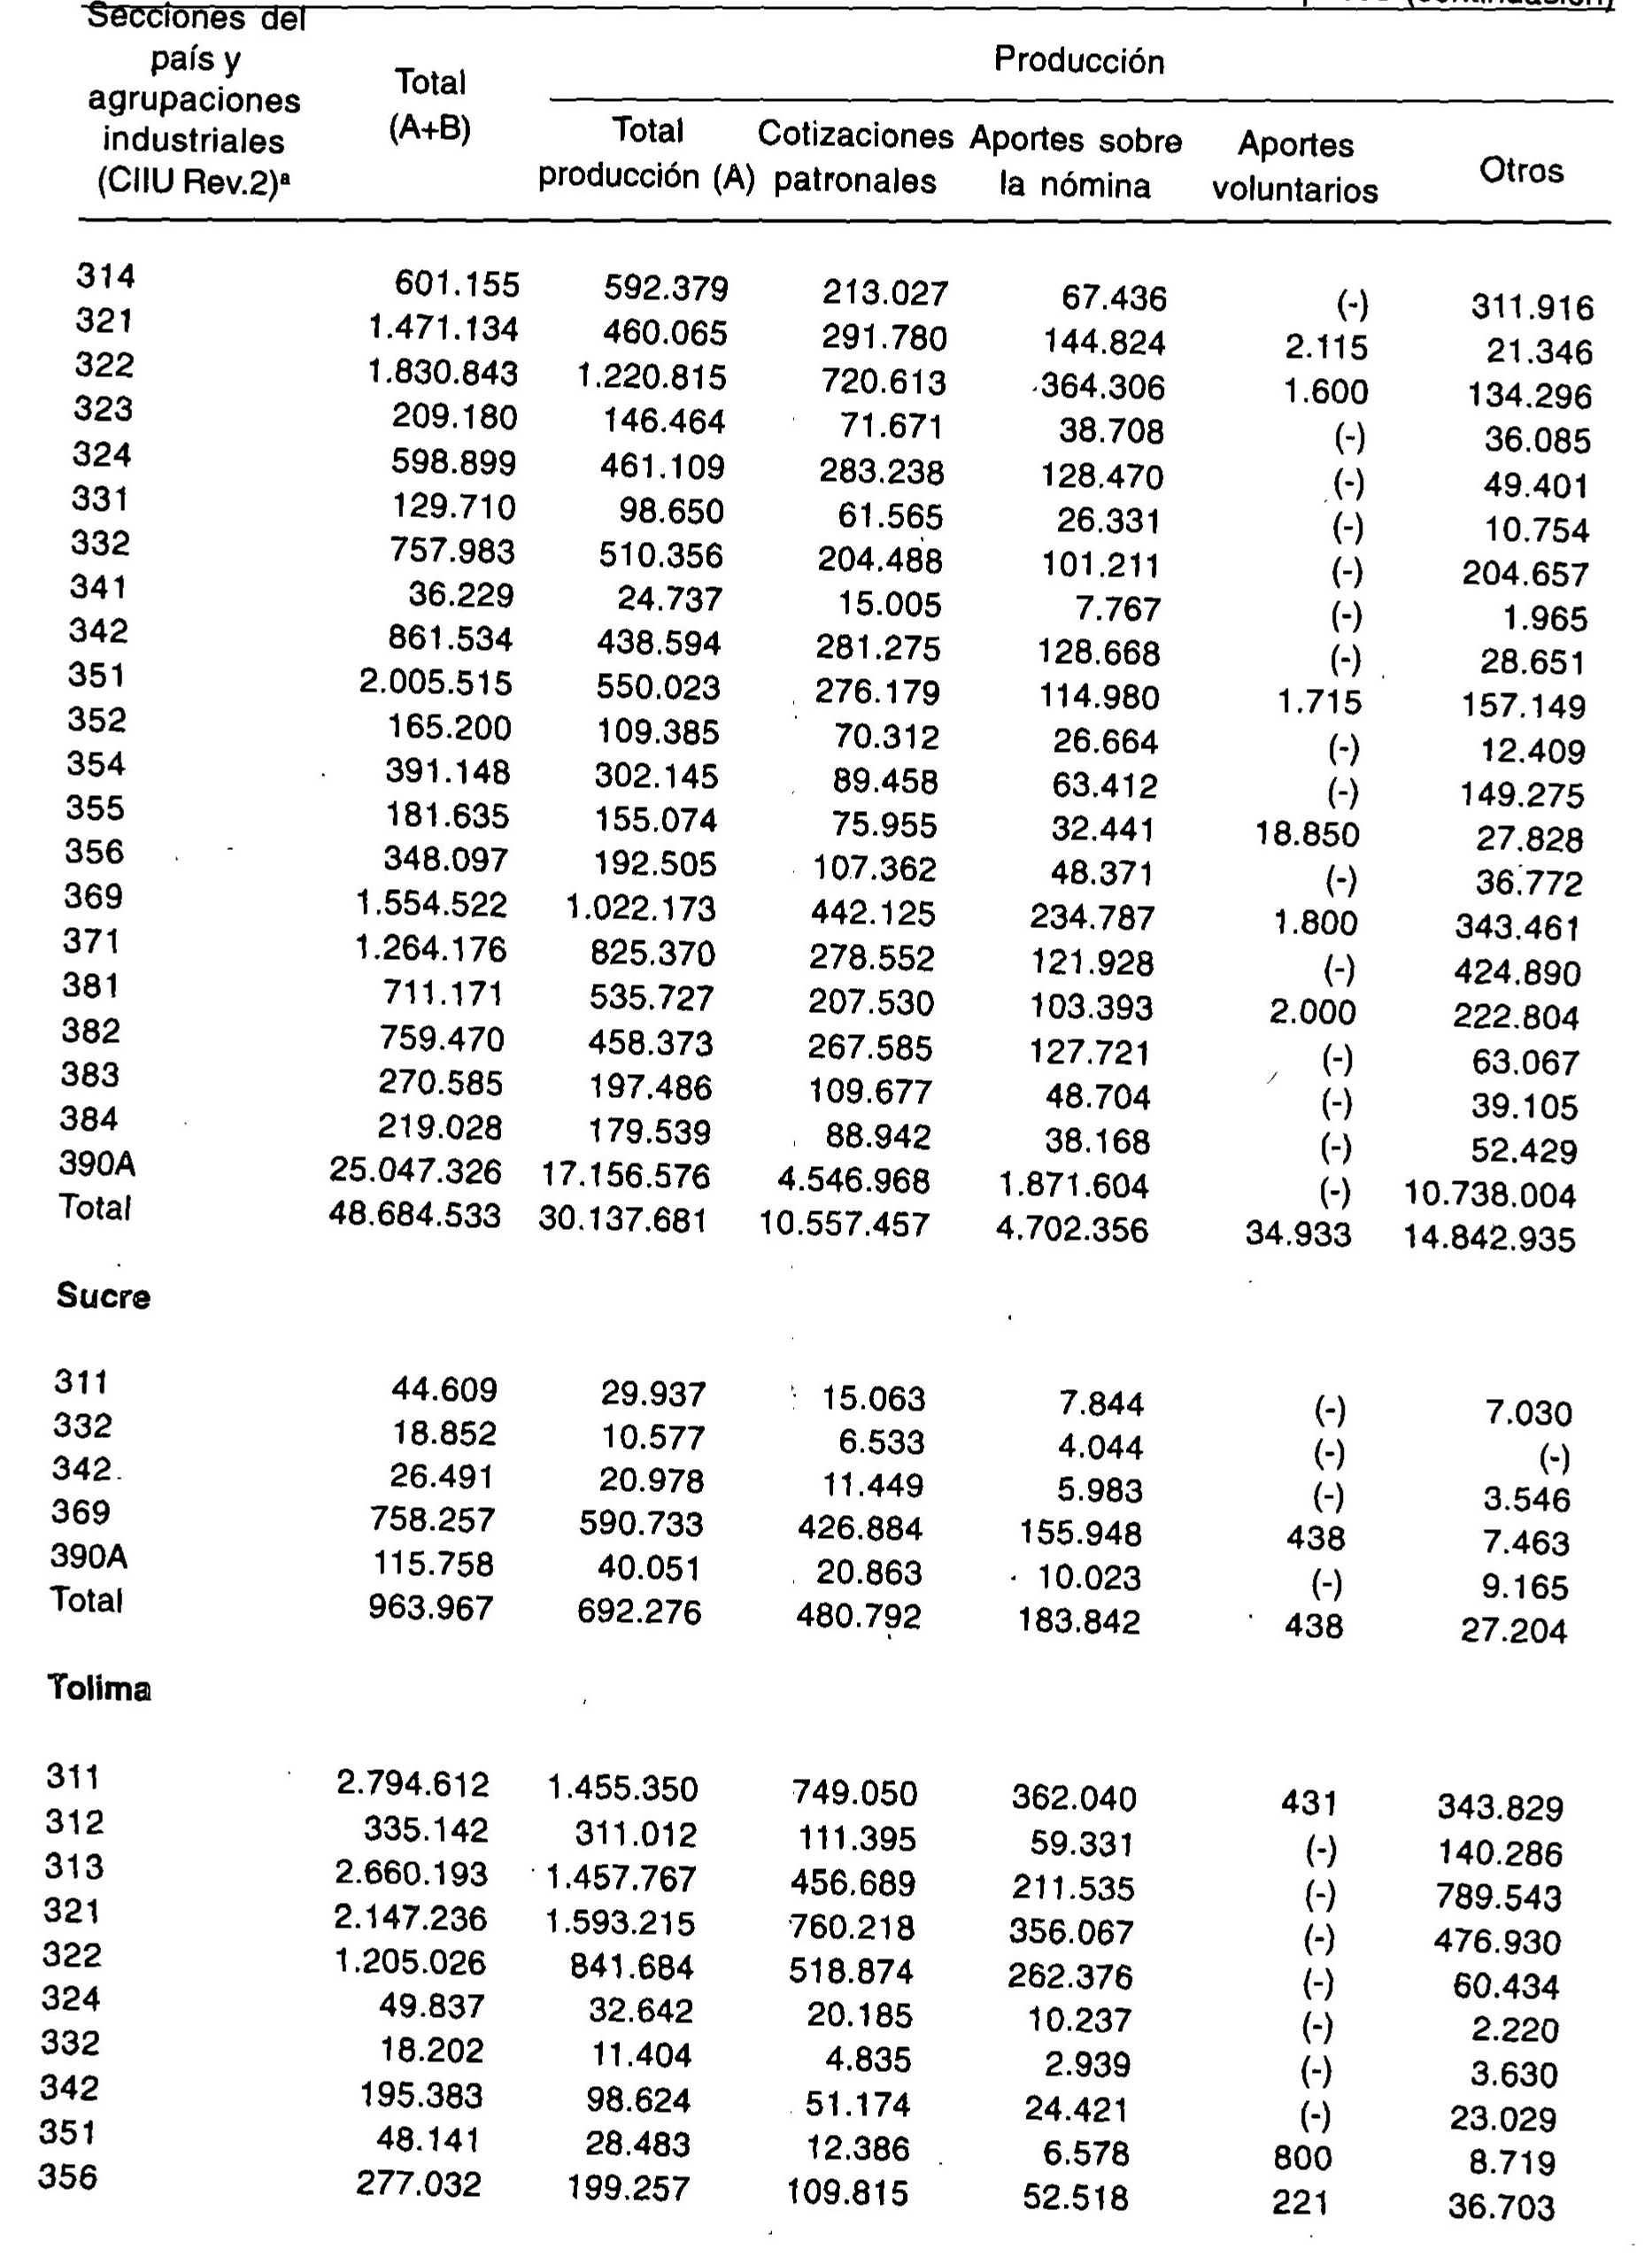 (continuación)
Secciones del
país y
agrupaciones
industriales
(CIIU Rev.2)ª
Total
(A+B)
Producción
Total
producción (A)
Cotizaciones
patronales
Aportes sobre
la nómina
Aportes
voluntarios
Otros
314 601.155 592.379 213.027 67.436 (-) 311.916
321 1.471.134 460.065 291.780 144.824 2.115 21.346
322 1.830.843 1.220.815 720.613 364.306 1.600 134.296
323 209.180 146.464 71.671 38.708 (-) 36.085
324 598.899 461.109 283.238 128.470 (-) 49.401
331 129.710 98.650 61.565 26.331 (-) 10.754
332 757.983 510.356 204.488 101.211 (-) 204.657
341 36.229 24.737 15.005 7.767 (-) 1.965
342 861.534 438.594 281.275 128.668 (-) 28.651
351 2.005.515 550.023 276.179 114.980 1.715 157.149
352 165.200 109.385 70.312 26.664 (-) 12.409
354 391.148 302.145 89.458 63.412 (-) 149.275
355 181.635 155.074 75.955 32.441 18.850 27.828
356 348.097 192.505 107.362 48.371 (-) 36.772
369 1.554.522 1.022.173 442.125 234.787 1.800 343.461
371 1.264.176 825.370 278.552 121.928 (-) 424.890
381 711.171 535.727 207.530 103.393 2.000 222.804
382 759.470 458.373 267.585 127.721 (-) 63.067
383 270.585 197.486 109.677 48.704 (-) 39.105
384 219.028 179.539 88.942 38.168 (-) 52.429
390A 25.047.326 17.156.576 4.546.968 1.871.604 (-) 10.738.004
Total 48.684.533 30.137.681 10.557.457 4.702.356 34.933 14.842.935
Sucre
311 44.609 29.937 15.063 7.844 (-) 7.030
332 18.852 10.577 6.533 4.044 (-) (-)
342 26.491 20.978 11.449 5.983 (-) 3.546
369 758.257 590.733 426.884 155.948 438 7.463
390A 115.758 40.051 20.863 10.023 (-) 9.165
Total 963.967 692.276 480.792 183.842 438 27.204
Tolima
311 2.794.612 1.455.350 749.050 362.040 431 343.829
312 335.142 311.012 111.395 59.331 (-) 140.286
313 2.660.193 1.457.767 456.689 211.535 (-) 789.543
321 2.147.236 1.593.215 760.218 356.067 (-) 476.930
322 1.205.026 841.684 518.874 262.376 (-) 60.434
324 49.837 32.642 20.185 10.237 (-) 2.220
332 18.202 11.404 4.835 2.939 (-) 3.630
342 195.383 98.624 51.174 24.421 (-) 23.029
351 48.141 28.483 12.386 6.578 800 8.719
356 277.032 199.257 109.815 52.518 221 36.703